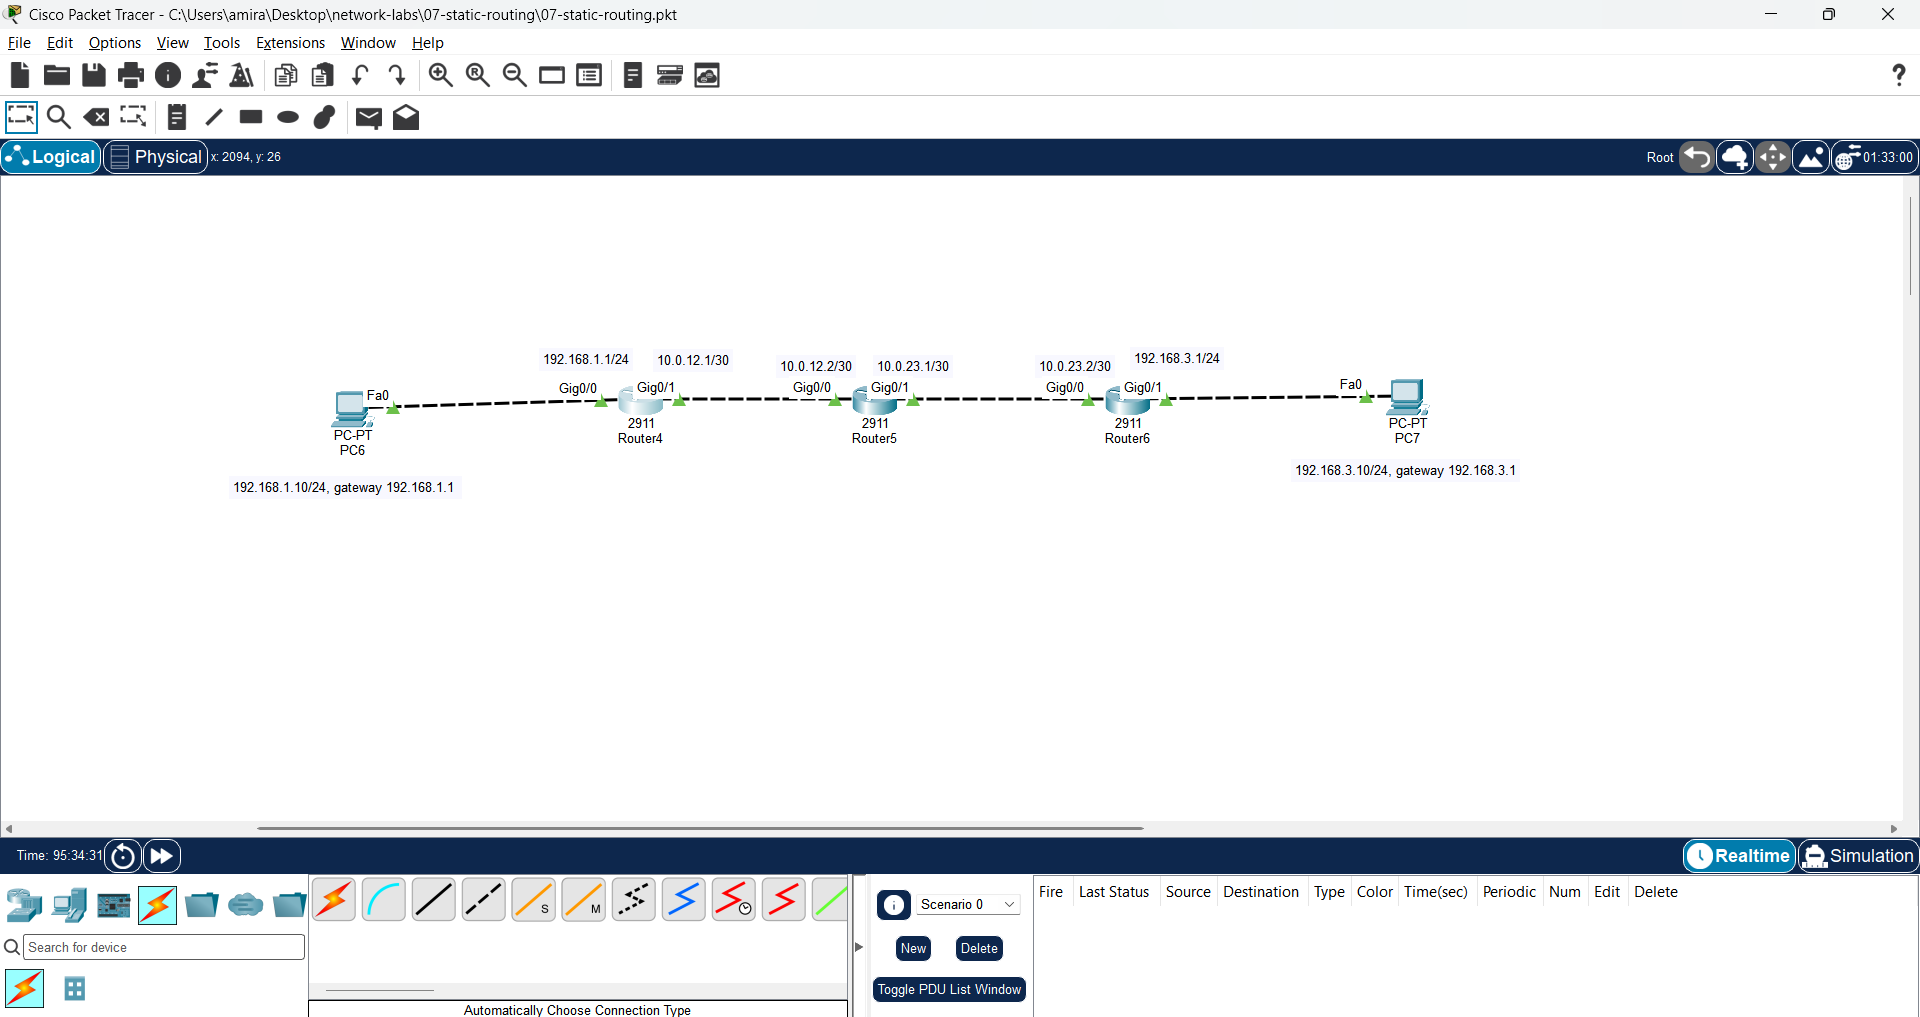 Cisco Packet Tracer - C:\Users\amira\Desktop\network-labs\07-static-routing\07-static-routing.pkt
File Edit Options View Tools Extensions Window Help
?
Logical Physical x: 2094, y: 26 Root 01:33:00
192.168.1.1/24 10.0.12.1/30 10.0.12.2/30 10.0.23.1/30 10.0.23.2/30 192.168.3.1/24
Fa0 Gig0/0 Gig0/1 Gig0/0 Gig0/1 Gig0/0 Gig0/1 Fa0
2911 2911 2911 PC-PT
Router4 Router5 Router6 PC7
PC-PT
PC6
192.168.3.10/24, gateway 192.168.3.1
192.168.1.10/24, gateway 192.168.1.1
Time: 95:34:31 Realtime Simulation
S M
Search for device
Automatically Choose Connection Type
Scenario 0
New Delete
Toggle PDU List Window
Fire Last Status Source Destination Type Color Time(sec) Periodic Num Edit Delete